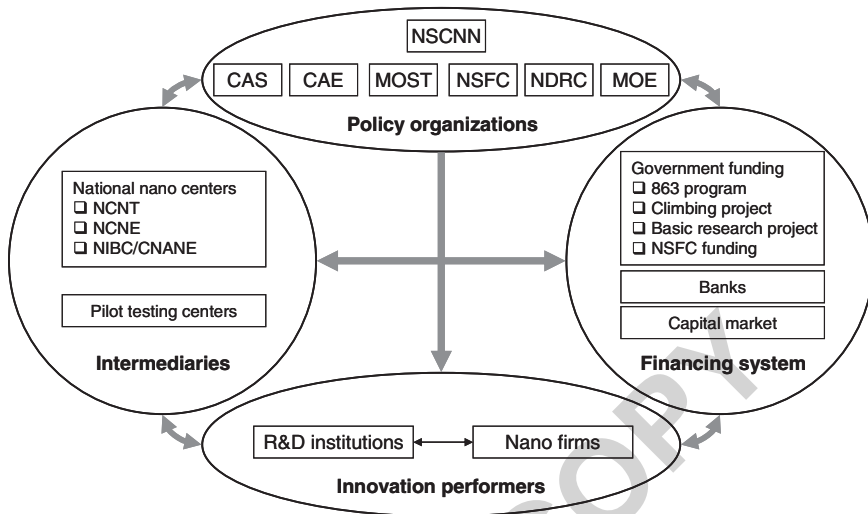 NSCNN
CAS CAE MOST NSFC NDRC MOE
Policy organizations
National nano centers
❑ NCNT
❑ NCNE
❑ NIBC/CNANE
Pilot testing centers
Intermediaries
Government funding
❑ 863 program
❑ Climbing project
❑ Basic research project
❑ NSFC funding
Banks
Capital market
Financing system
R&D institutions
Nano firms
Innovation performers
COPY